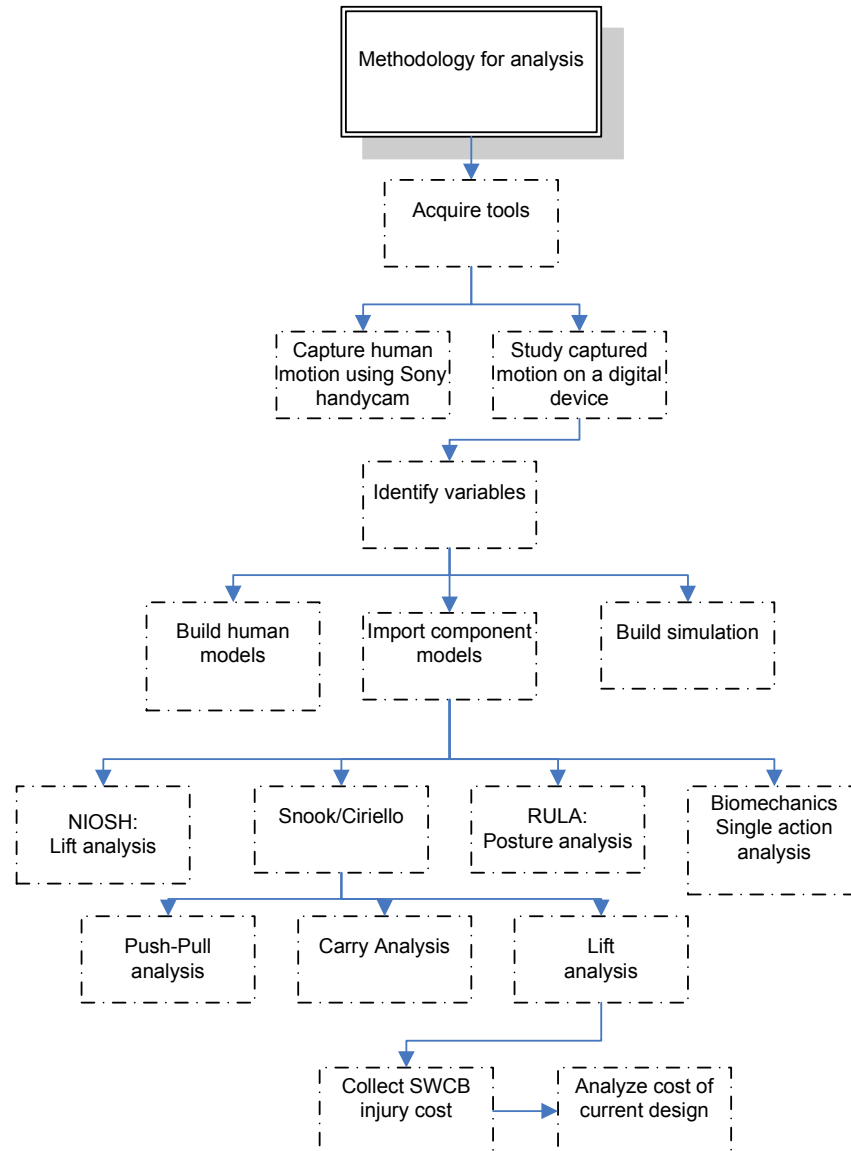 Methodology for analysis
Acquire tools
Capture human
motion using Sony
handycam
Study captured
motion on a digital
device
Identify variables
Build human
models
Import component
models
Build simulation
NIOSH:
Lift analysis
Snook/Ciriello
RULA:
Posture analysis
Biomechanics
Single action
analysis
Push-Pull
analysis
Carry Analysis
Lift
analysis
Collect SWCB
injury cost
Analyze cost of
current design